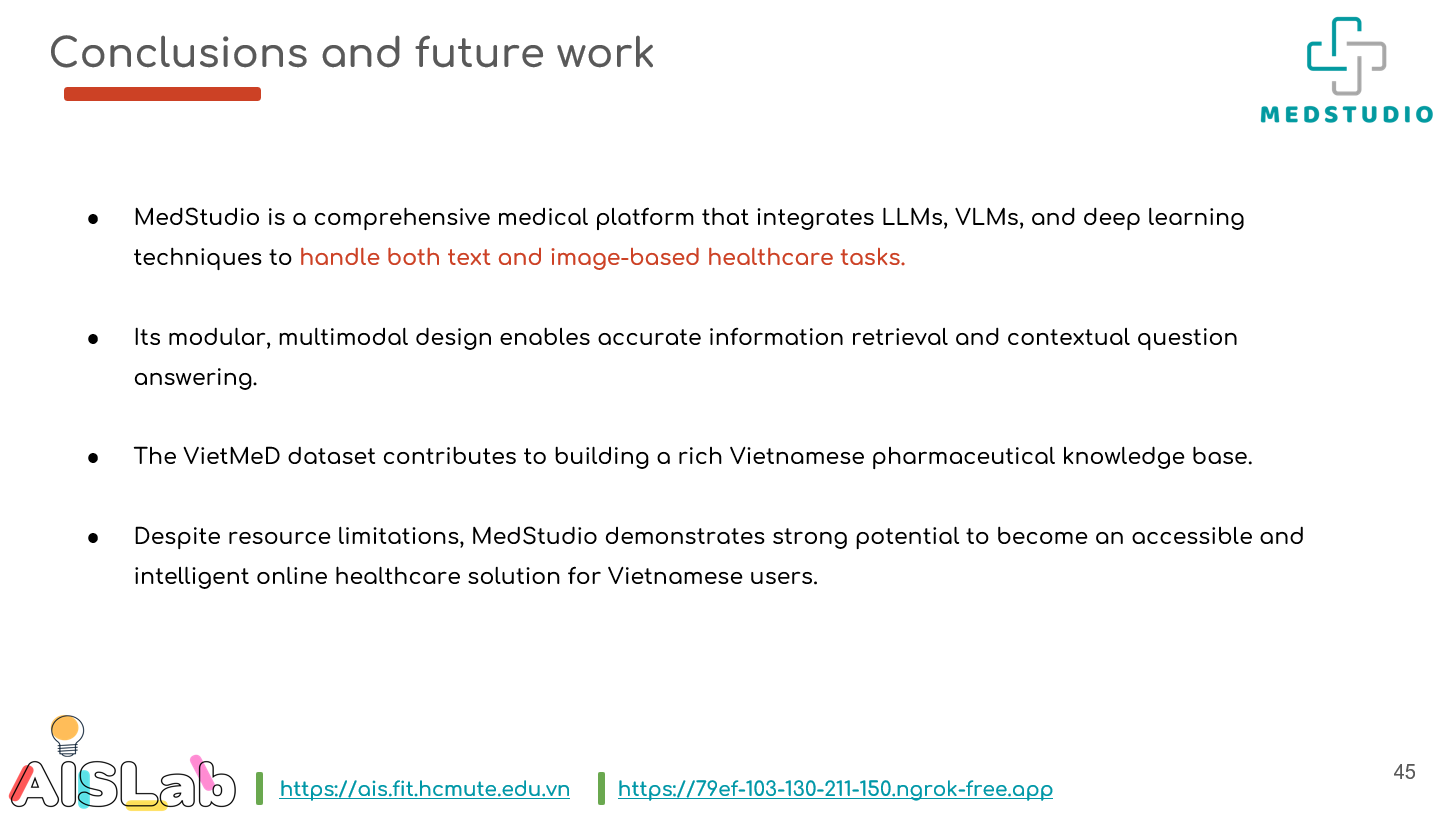 Conclusions and future work
MEDSTUDIO
● MedStudio is a comprehensive medical platform that integrates LLMs, VLMs, and deep learning
techniques to handle both text and image-based healthcare tasks.
● Its modular, multimodal design enables accurate information retrieval and contextual question
answering.
● The VietMeD dataset contributes to building a rich Vietnamese pharmaceutical knowledge base.
● Despite resource limitations, MedStudio demonstrates strong potential to become an accessible and
intelligent online healthcare solution for Vietnamese users.
AISLab
https://ais.fit.hcmute.edu.vn
https://79ef-103-130-211-150.ngrok-free.app
45